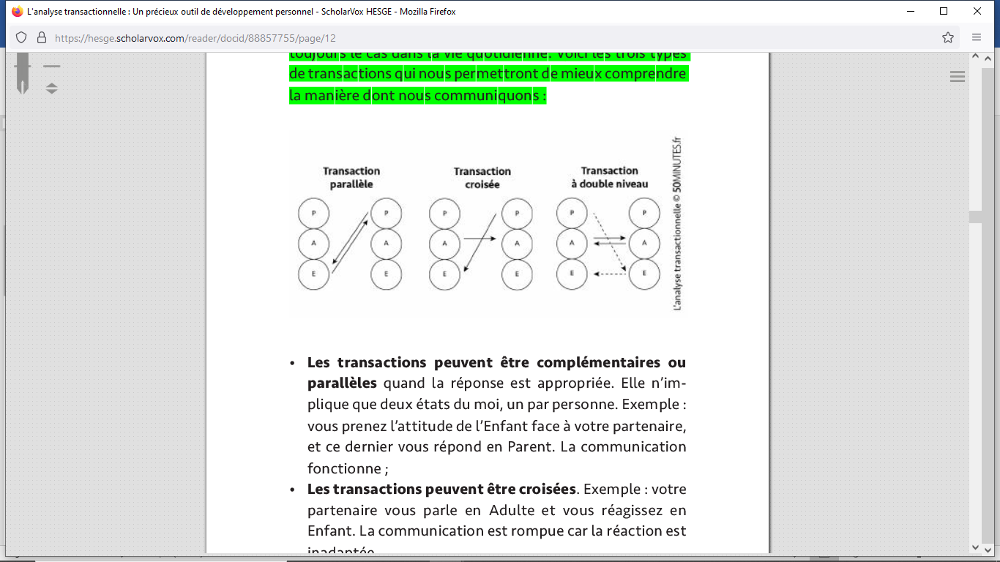 L'analyse transactionnelle : Un précieux outil de développement personnel - ScholarVox HESGE - Mozilla Firefox
https://hesge.scholarvox.com/reader/docid/88857755/page/12
toujours le cas dans la vie quotidienne. Voici les trois types
de transactions qui nous permettront de mieux comprendre
la manière dont nous communiquons :
Transaction
parallèle
P P
A A
E E
Transaction
croisée
P P
A A
E E
Transaction
à double niveau
P P
A A
E E
L'analyse transactionnelle © 50MINUTES.fr
• Les transactions peuvent être complémentaires ou
parallèles quand la réponse est appropriée. Elle n’im-
plique que deux états du moi, un par personne. Exemple :
vous prenez l’attitude de l’Enfant face à votre partenaire,
et ce dernier vous répond en Parent. La communication
fonctionne ;
• Les transactions peuvent être croisées. Exemple : votre
partenaire vous parle en Adulte et vous réagissez en
Enfant. La communication est rompue car la réaction est
inadaptée.